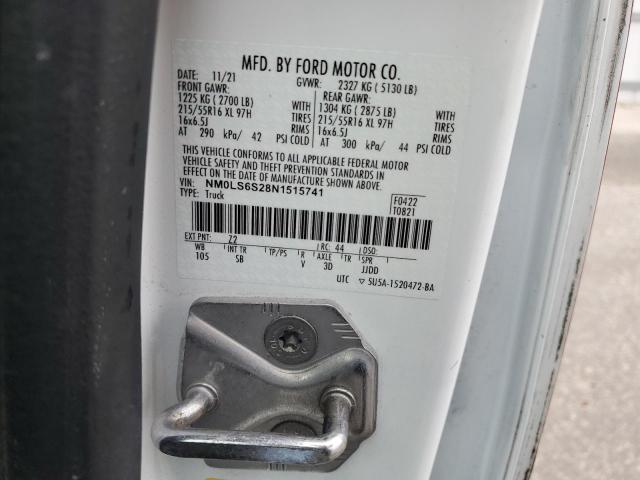 MFD. BY FORD MOTOR CO.
DATE: 11/21 GVWR: 2327 KG ( 5130 LB)
FRONT GAWR: REAR GAWR:
1225 KG ( 2700 LB) WITH 1304 KG ( 2875 LB) WITH
215/55R16 XL 97H TIRES 215/55R16 XL 97H TIRES
16x6.5J RIMS 16x6.5J RIMS
AT 290 kPa/ 42 PSI COLD AT 300 kPa/ 44 PSI COLD
THIS VEHICLE CONFORMS TO ALL APPLICABLE FEDERAL MOTOR
VEHICLE SAFETY AND THEFT PREVENTION STANDARDS IN
EFFECT ON THE DATE OF MANUFACTURE SHOWN ABOVE.
VIN: NM0LS6S28N1515741
TYPE: Truck
F0422
T0821
EXT PNT: Z2 RC: 44 DSO:
WB INT TR TP/PS R AXLE TR SPR
105 SB V 3D JJDD
UTC ▽ 5U5A-1520472-BA